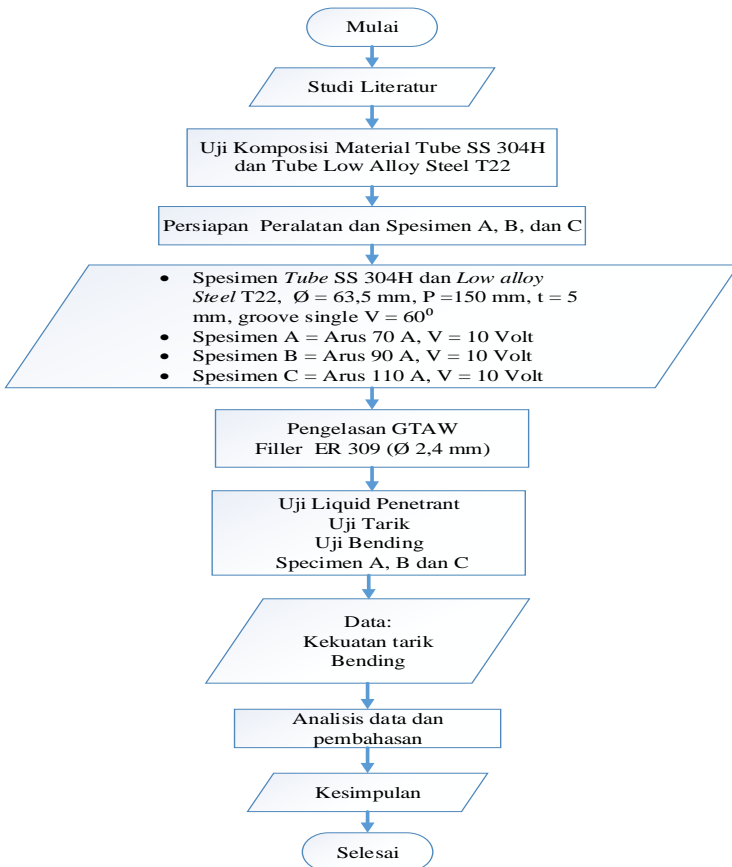 Mulai
Studi Literatur
Uji Komposisi Material Tube SS 304H
dan Tube Low Alloy Steel T22
Persiapan Peralatan dan Spesimen A, B, dan C
• Spesimen Tube SS 304H dan Low alloy
Steel T22, Ø = 63,5 mm, P =150 mm, t = 5
mm, groove single V = 60⁰
• Spesimen A = Arus 70 A, V = 10 Volt
• Spesimen B = Arus 90 A, V = 10 Volt
• Spesimen C = Arus 110 A, V = 10 Volt
Pengelasan GTAW
Filler ER 309 (Ø 2,4 mm)
Uji Liquid Penetrant
Uji Tarik
Uji Bending
Specimen A, B dan C
Data:
Kekuatan tarik
Bending
Analisis data dan
pembahasan
Kesimpulan
Selesai